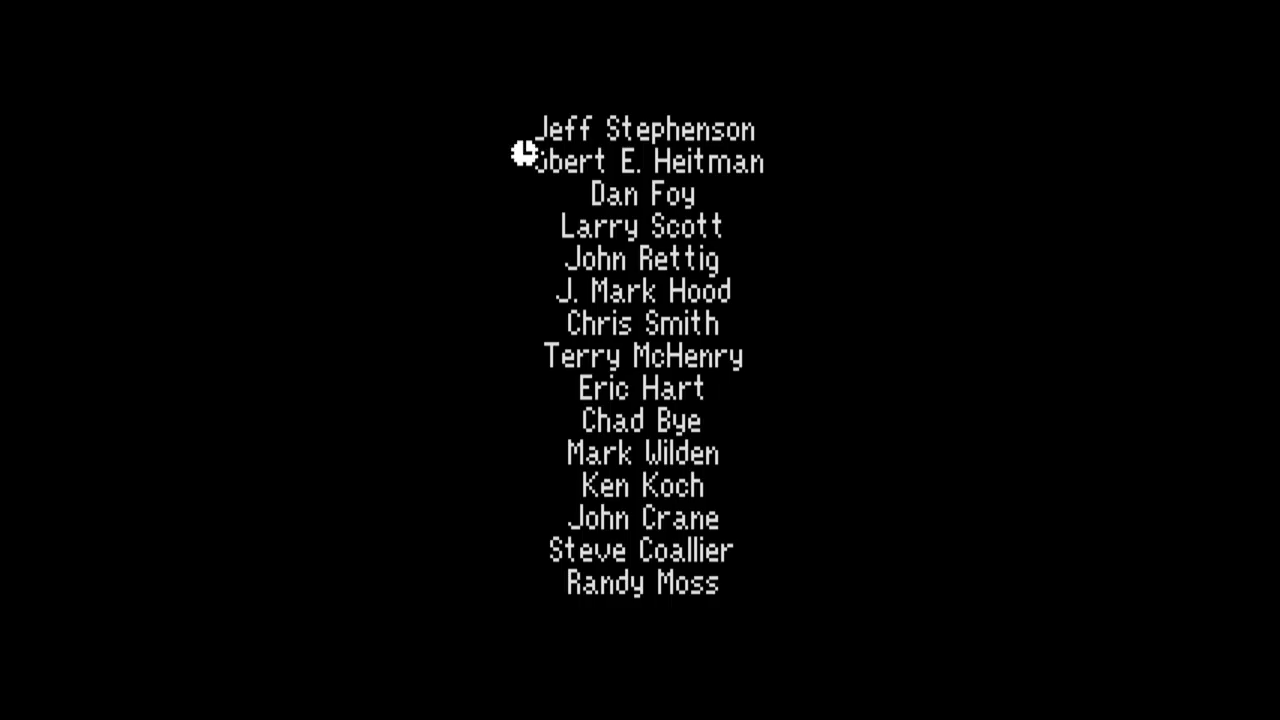 Jeff Stephenson
obert E. Heitman
Dan Foy
Larry Scott
John Rettig
J. Mark Hood
Chris Smith
Terry McHenry
Eric Hart
Chad Bye
Mark Wilden
Ken Koch
John Crane
Steve Coallier
Randy Moss